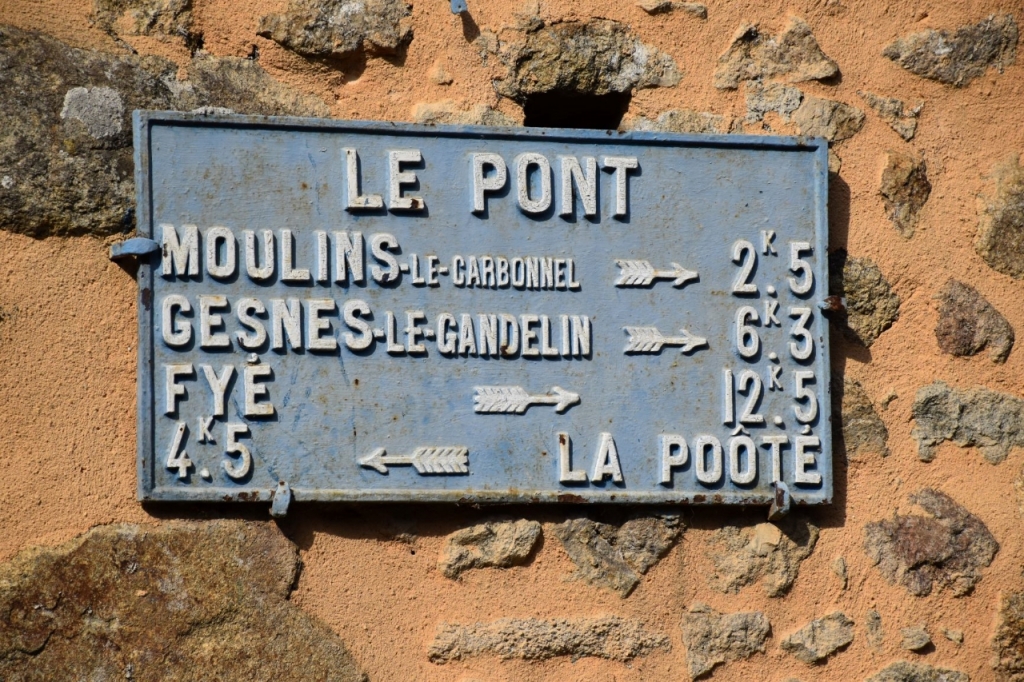 LE PONT
MOULINS-LE-CARBONNEL 2K.5
GESNES-LE-GANDELIN 6K.3
FYÉ 12K.5
4K.5 LA POÔTÉ